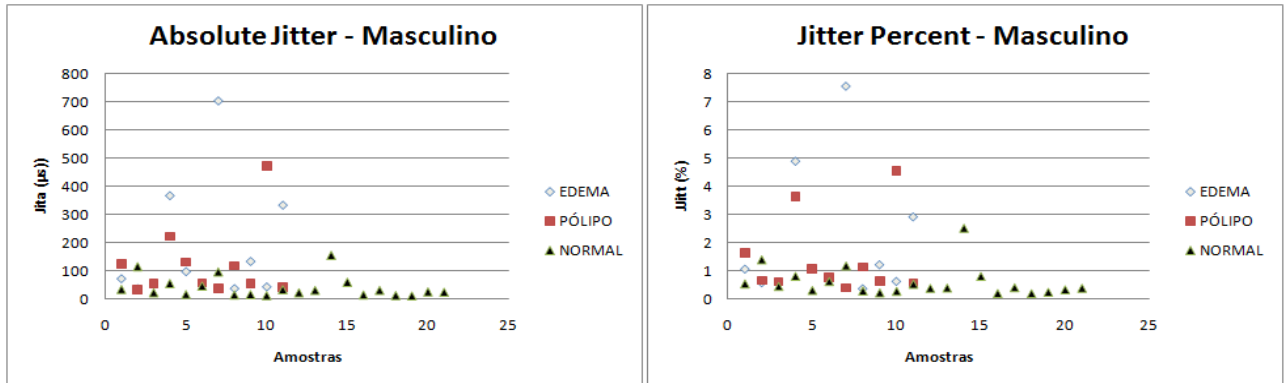 Absolute Jitter - Masculino
Jita (µs))
800
700
600
500
400
300
200
100
0
0 5 10 15 20 25
Amostras
EDEMA
PÓLIPO
NORMAL
Jitter Percent - Masculino
Jitt (%)
8
7
6
5
4
3
2
1
0
0 5 10 15 20 25
Amostras
EDEMA
PÓLIPO
NORMAL